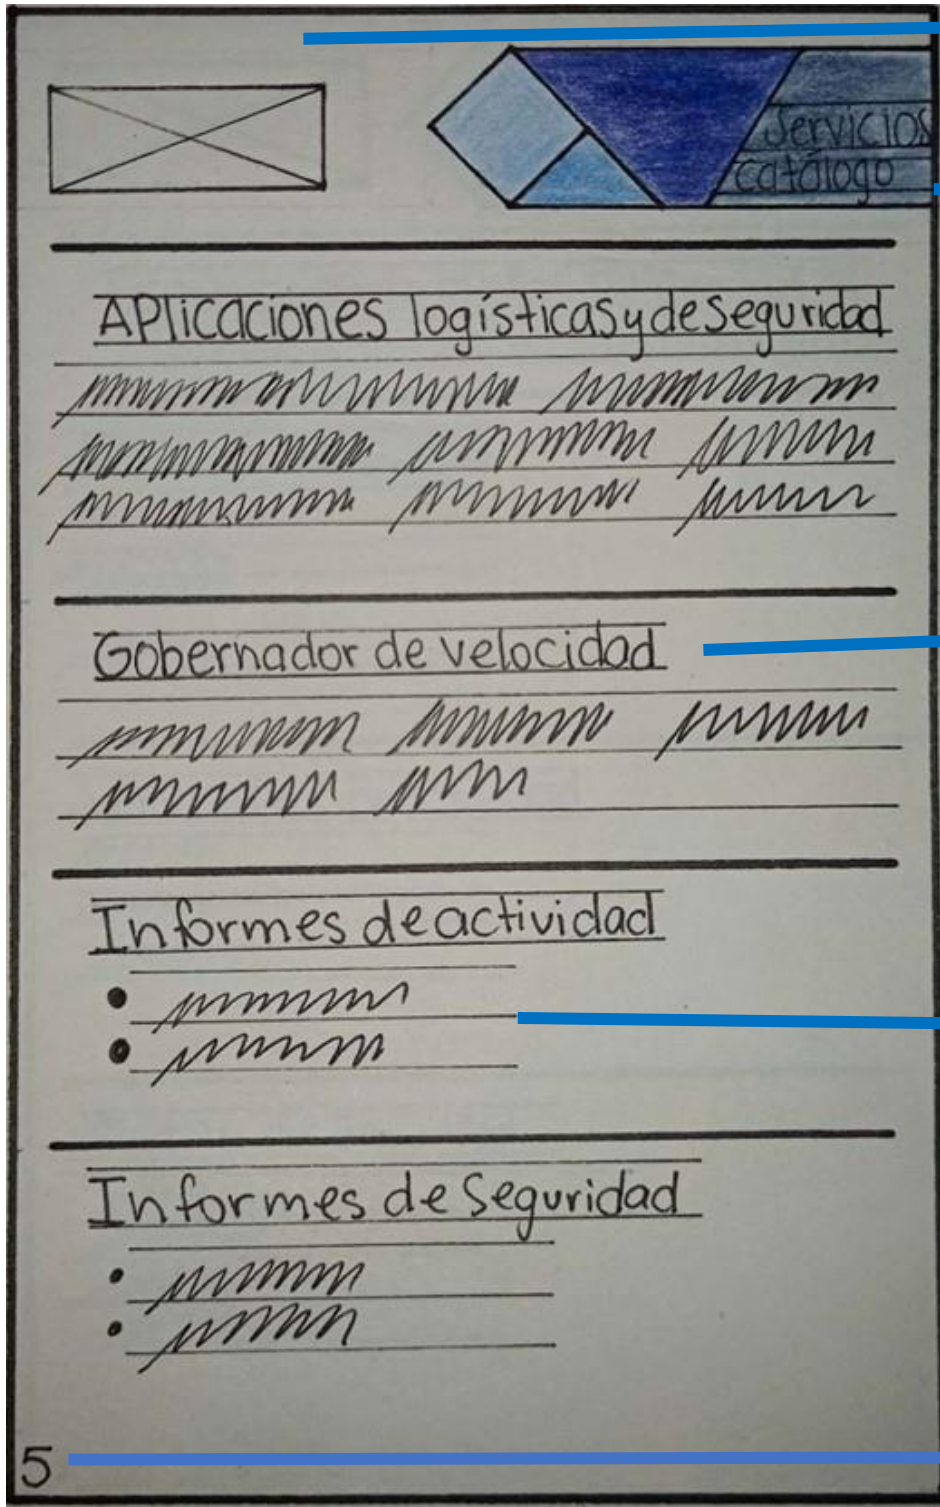 Servicios
catálogo
Aplicaciones logísticas y de seguridad
Gobernador de velocidad
Informes de actividad
Informes de Seguridad
5